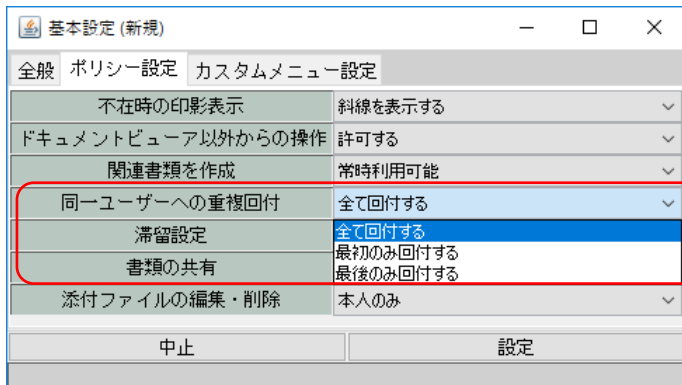 基本設定 (新規)
全般 ポリシー設定 カスタムメニュー設定
不在時の印影表示 斜線を表示する
ドキュメントビューア以外からの操作 許可する
関連書類を作成 常時利用可能
同一ユーザーへの重複回付 全て回付する
滞留設定 全て回付する
最初のみ回付する
書類の共有 最後のみ回付する
添付ファイルの編集・削除 本人のみ
中止 設定